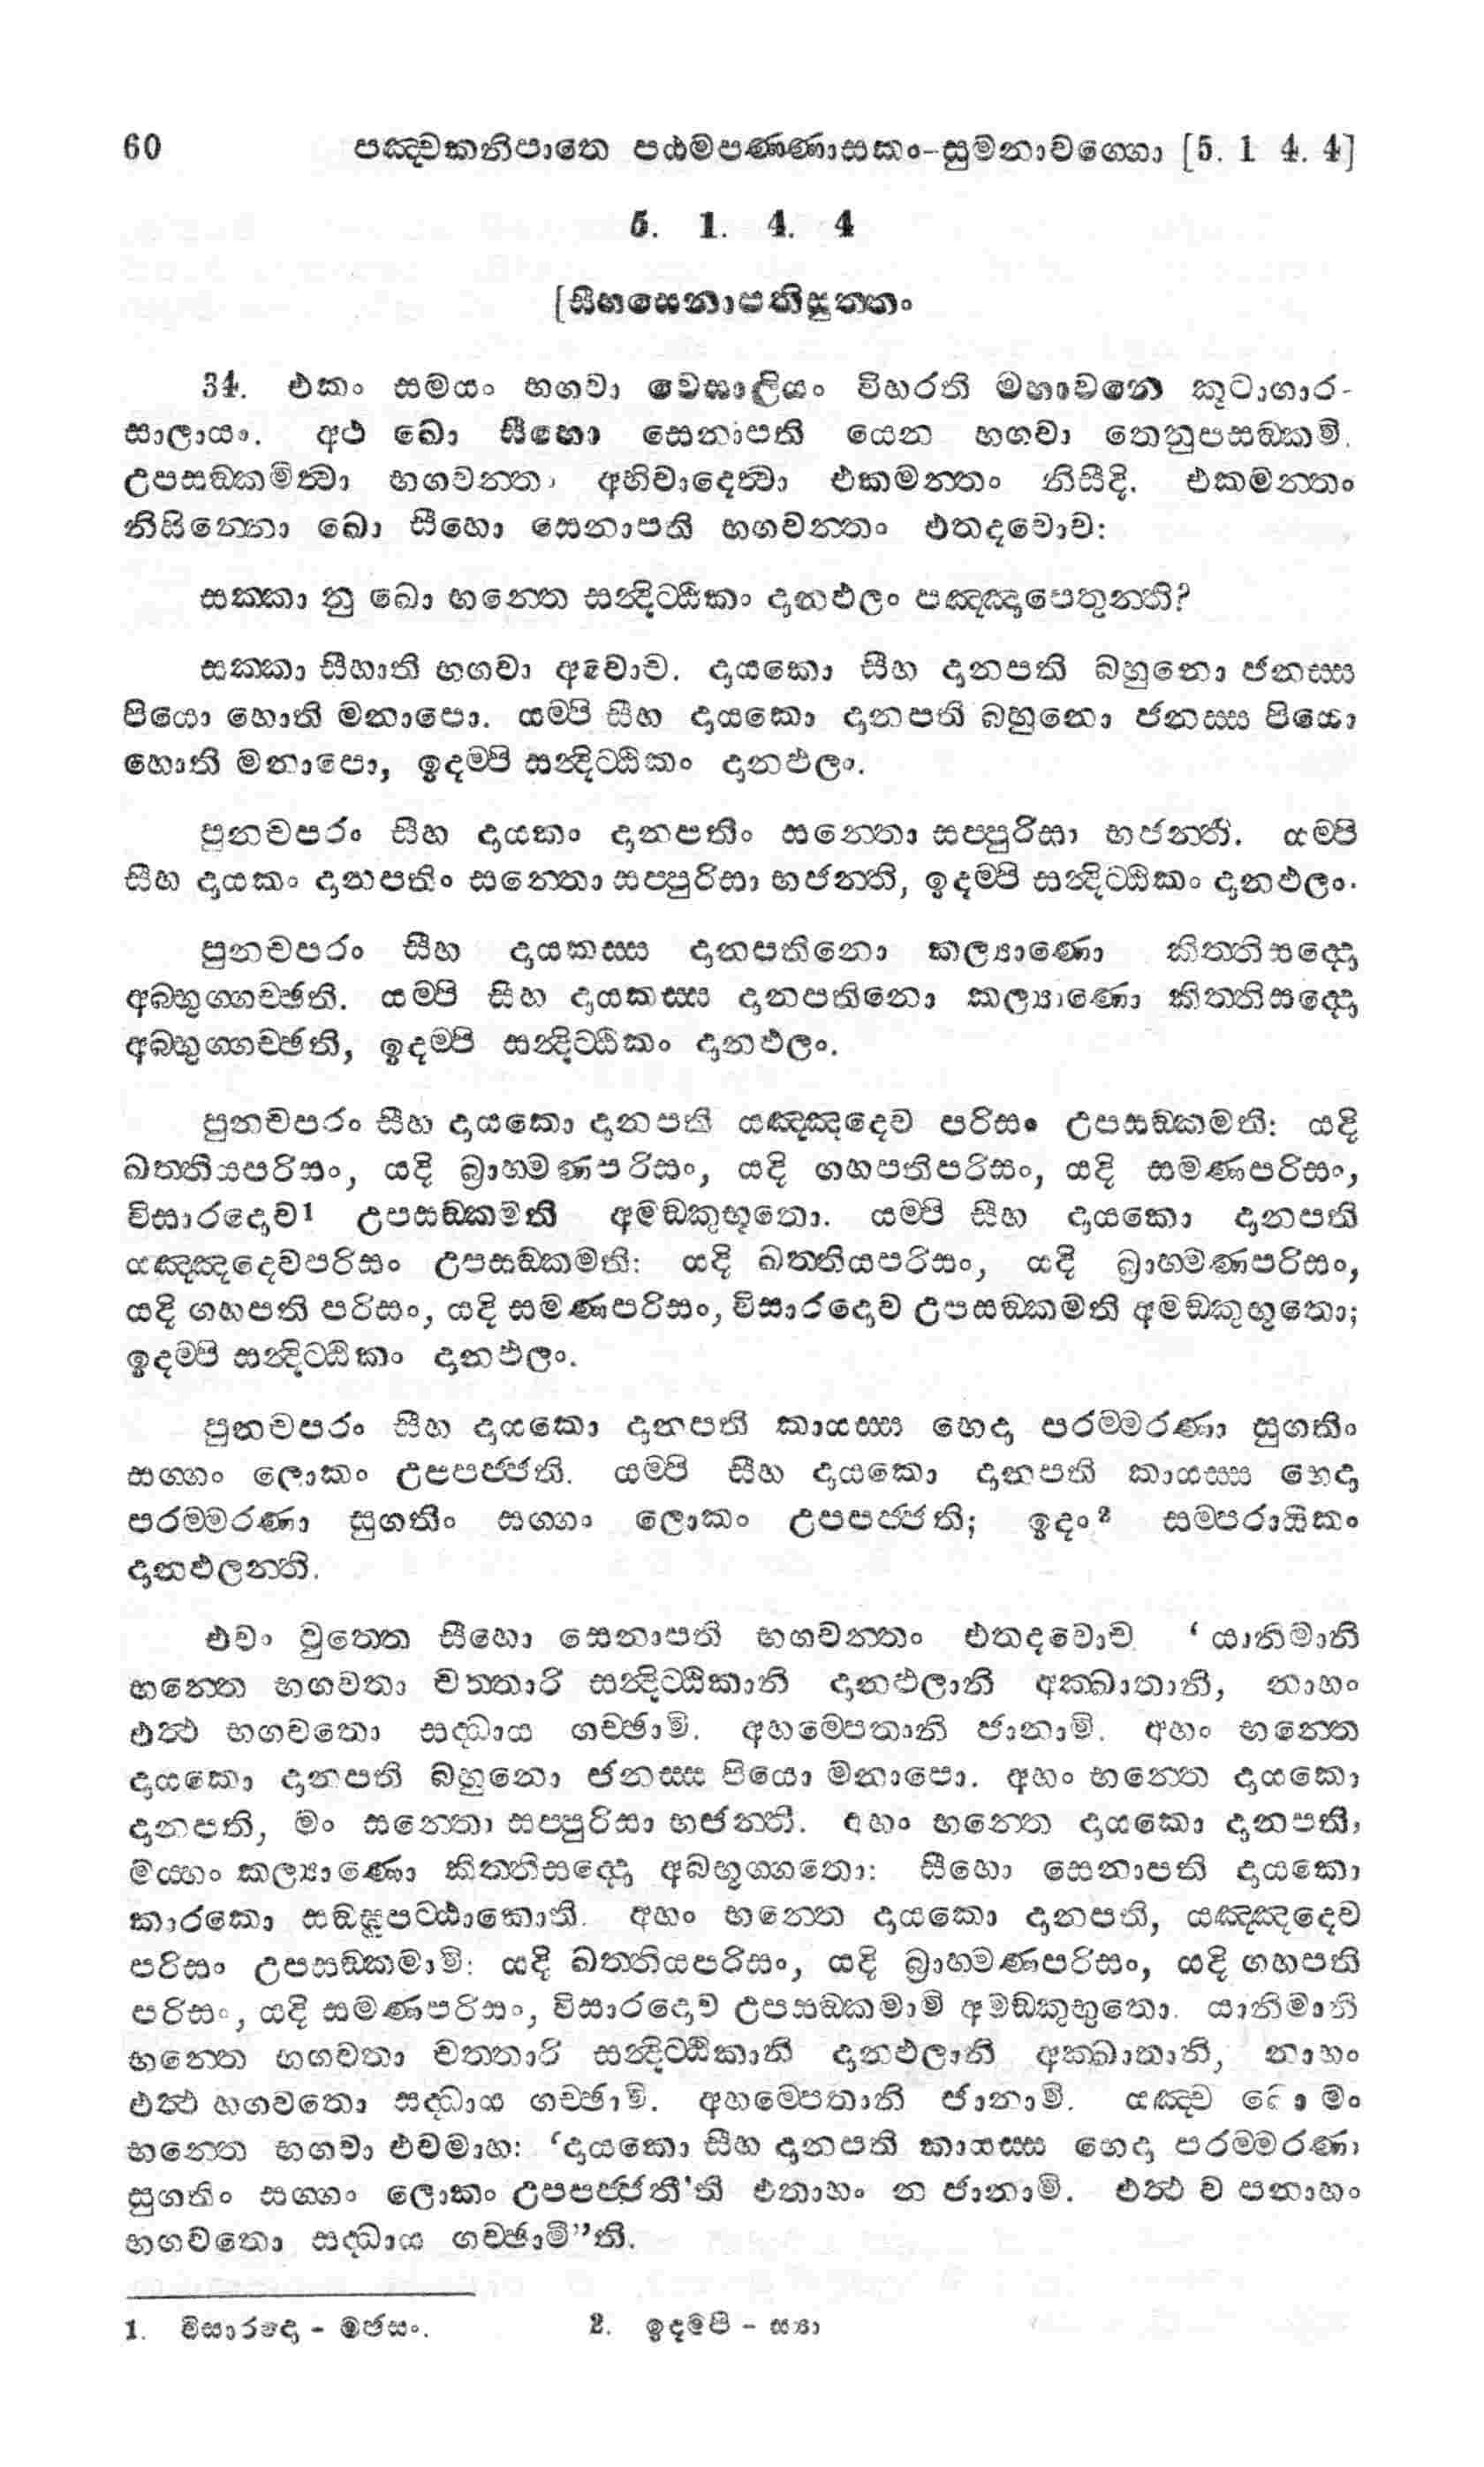 60 පඤ්චකනිපාතෙ පඨමපණ්ණාසකං-සුමනාවග්ගො [5. 1 4. 4]
5. 1. 4. 4
[සීහසෙනාපතිසුත්තං
34. එකං සමයං භගවා වෙසාලියං විහරති මහාවනෙ කූටාගාර-
සාලායං. අථ ඛො සීහො සෙනාපති යෙන භගවා තෙනුපසඞ්කමි.
උපසඞ්කමිත්වා භගවන්තං අභිවාදෙත්වා එකමන්තං නිසීදි. එකමන්තං
නිසින්නො ඛො සීහො සෙනාපති භගවන්තං එතදවොච:
සක්කා නු ඛො භන්තෙ සන්දිට්ඨිකං දානඵලං පඤ්ඤාපෙතුන්ති?
සක්කා සීහාති භගවා අවොච. දායකො සීහ දානපති බහුනො ජනස්ස
පියො හොති මනාපො. යම්පි සීහ දායකො දානපති බහුනො ජනස්ස පියො
හොති මනාපො, ඉදම්පි සන්දිට්ඨිකං දානඵලං.
පුනචපරං සීහ දායකං දානපතිං සන්තො සප්පුරිසා භජන්ති. යම්පි
සීහ දායකං දානපතිං සන්තො සප්පුරිසා භජන්ති, ඉදම්පි සන්දිට්ඨිකං දානඵලං.
පුනචපරං සීහ දායකස්ස දානපතිනො කල්‍යාණො කිත්තිසද්දො
අබ්භුග්ගච්ඡති. යම්පි සීහ දායකස්ස දානපතිනො කල්‍යාණො කිත්තිසද්දො
අබ්භුග්ගච්ඡති, ඉදම්පි සන්දිට්ඨිකං දානඵලං.
පුනචපරං සීහ දායකො දානපති යඤ්ඤදෙව පරිසං උපසඞ්කමති: යදි
ඛත්තියපරිසං, යදි බ්‍රාහ්මණපරිසං, යදි ගහපතිපරිසං, යදි සමණපරිසං,
විසාරදොව1 උපසඞ්කමති අමඞ්කුභූතො. යම්පි සීහ දායකො දානපති
යඤ්ඤදෙවපරිසං උපසඞ්කමති: යදි ඛත්තියපරිසං, යදි බ්‍රාහ්මණපරිසං,
යදි ගහපති පරිසං, යදි සමණපරිසං, විසාරදොව උපසඞ්කමති අමඞ්කුභූතො;
ඉදම්පි සන්දිට්ඨිකං දානඵලං.
පුනචපරං සීහ දායකො දානපති කායස්ස භෙදා පරම්මරණා සුගතිං
සග්ගං ලොකං උපපජ්ජති. යම්පි සීහ දායකො දානපති කායස්ස භෙදා
පරම්මරණා සුගතිං සග්ගං ලොකං උපපජ්ජති; ඉදං2 සම්පරායිකං
දානඵලන්ති.
එවං වුත්තෙ සීහො සෙනාපති භගවන්තං එතදවොච ‘යානිමානි
භන්තෙ භගවතා චත්තාරි සන්දිට්ඨිකානි දානඵලානි අක්ඛාතානි, නාහං
එත්ථ භගවතො සද්ධාය ගච්ඡාමි. අහම්පෙතානි ජානාමි. අහං භන්තෙ
දායකො දානපති බහුනො ජනස්ස පියො මනාපො. අහං භන්තෙ දායකො
දානපති, මං සන්තො සප්පුරිසා භජන්ති. අහං භන්තෙ දායකො දානපති,
මය්හං කල්‍යාණො කිත්තිසද්දො අබ්භූග්ගතො: සීහො සෙනාපති දායකො
කාරකො සඞ්ඝුපට්ඨාකොති. අහං භන්තෙ දායකො දානපති, යඤ්ඤදෙව
පරිසං උපසඞ්කමාමි: යදි ඛත්තියපරිසං, යදි බ්‍රාහ්මණපරිසං, යදි ගහපති
පරිසං, යදි සමණපරිසං, විසාරදොව උපසඞ්කමාමි අමඞ්කුභූතො. යානිමානි
භන්තෙ භගවතා චත්තාරි සන්දිට්ඨිකානි දානඵලානි අක්ඛාතානි, නාහං
එත්ථ භගවතො සද්ධාය ගච්ඡාමි. අහම්පෙතානි ජානාමි. යඤ්ච මං
භන්තෙ භගවා එවමාහ: ‘දායකො සීහ දානපති කායස්ස භෙදා පරම්මරණා
සුගතිං සග්ගං ලොකං උපපජ්ජතී'ති එතාහං න ජානාමි. එත්ථ ච පනාහං
භගවතො සද්ධාය ගච්ඡාමී”ති.
1. විසාරදො - මඡසං. 2. ඉදම්පි - ස්‍යා